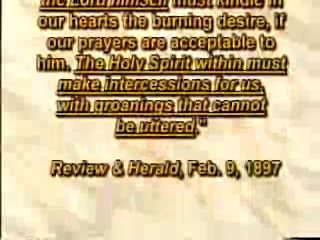 the Lord himself must kindle in
our hearts the burning desire, if
our prayers are acceptable to
him. The Holy Spirit within must
make intercessions for us,
with groanings that cannot
be uttered."
Review & Herald, Feb. 9, 1897